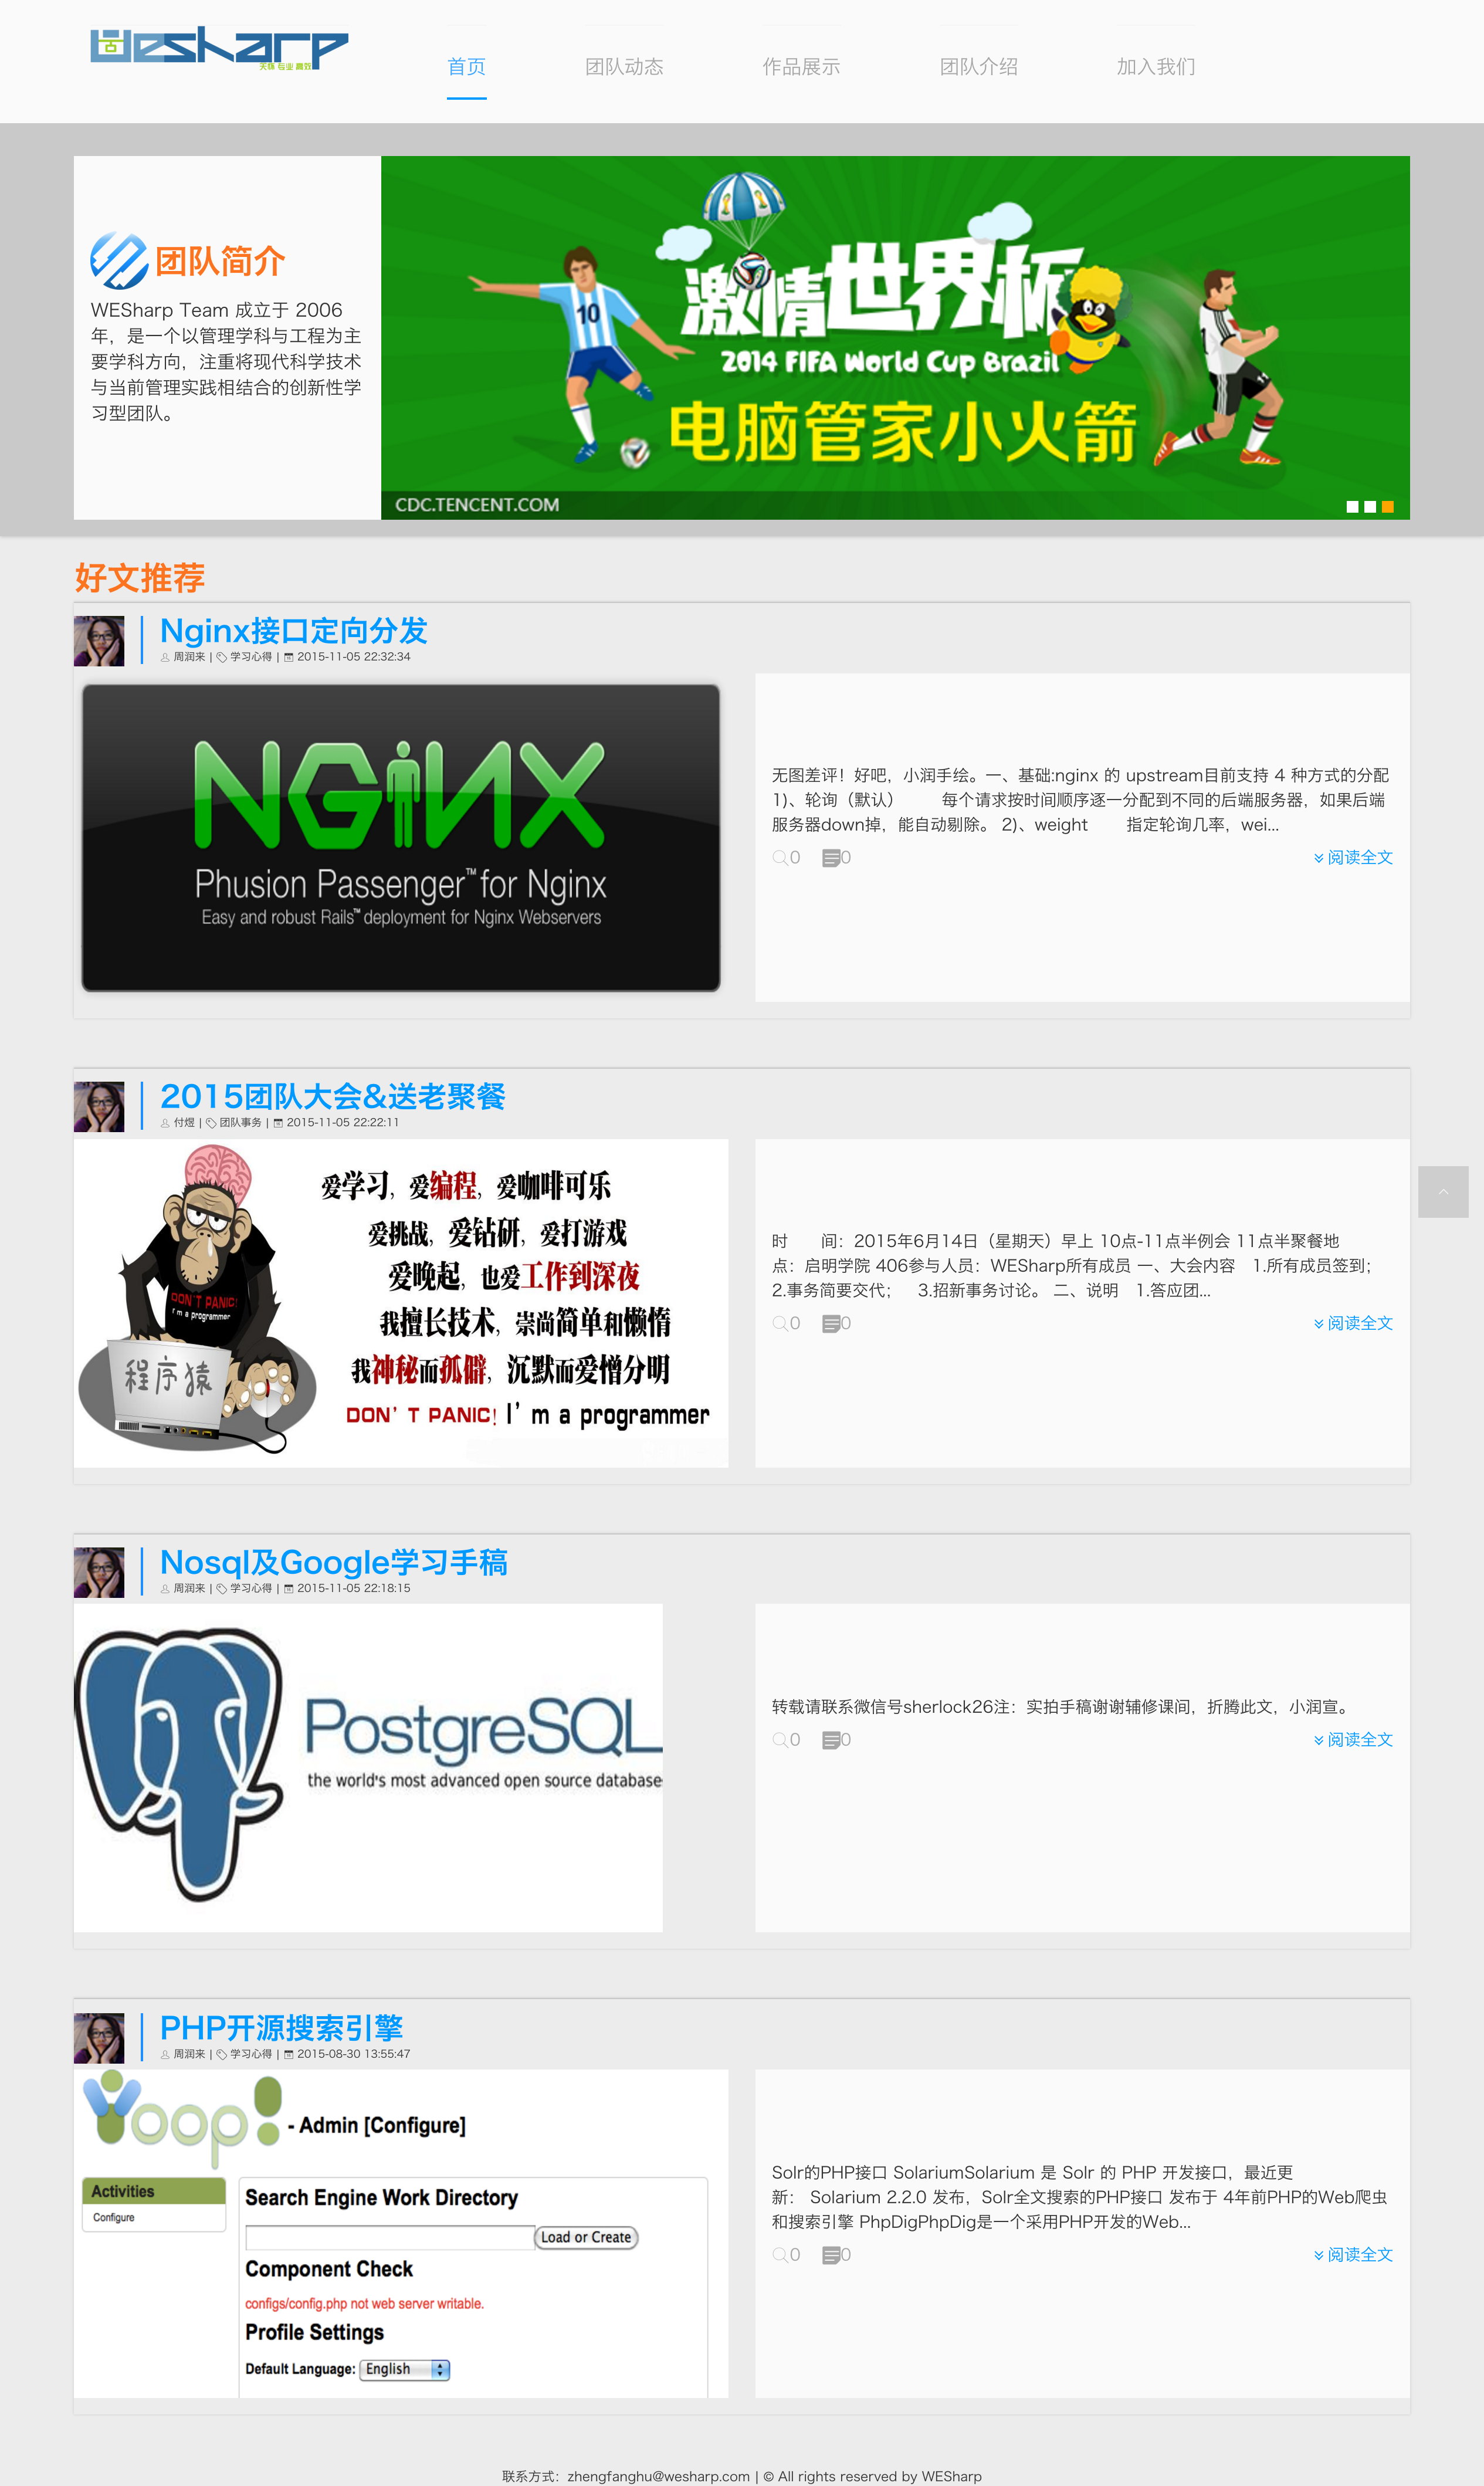 Wesharp
首页
团队动态
作品展示
团队介绍
加入我们
团队简介
WESharp Team 成立于 2006
年，是一个以管理学科与工程为主
要学科方向，注重将现代科学技术
与当前管理实践相结合的创新性学
习型团队。
激情世界杯
2014 FIFA World Cup Brazil
10
电脑管家小火箭
CDC.TENCENT.COM
好文推荐
Nginx接口定向分发
周润来 | 学习心得 | 2015-11-05 22:32:34
NGiNX
Phusion Passenger™ for Nginx
Easy and robust Rails™ deployment for Nginx Webservers
无图差评！好吧，小润手绘。一、基础:nginx 的 upstream目前支持 4 种方式的分配
1)、轮询（默认） 每个请求按时间顺序逐一分配到不同的后端服务器，如果后端
服务器down掉，能自动剔除。 2)、weight 指定轮询几率，wei...
0 0 阅读全文
2015团队大会&送老聚餐
付煜 | 团队事务 | 2015-11-05 22:22:11
爱学习，爱编程，爱咖啡可乐
爱挑战，爱钻研，爱打游戏
爱晚起，也爱工作到深夜
我擅长技术，崇尚简单和懒惰
我神秘而孤僻，沉默而爱憎分明
DON'T PANIC! I'm a programmer
DON'T PANIC!
I'm a programmer
程序猿
时 间：2015年6月14日（星期天）早上 10点-11点半例会 11点半聚餐地
点：启明学院 406参与人员：WESharp所有成员 一、大会内容 1.所有成员签到；
2.事务简要交代； 3.招新事务讨论。 二、说明 1.答应团...
0 0 阅读全文
Nosql及Google学习手稿
周润来 | 学习心得 | 2015-11-05 22:18:15
PostgreSQL
the world's most advanced open source database
转载请联系微信号sherlock26注：实拍手稿谢谢辅修课间，折腾此文，小润宣。
0 0 阅读全文
PHP开源搜索引擎
周润来 | 学习心得 | 2015-08-30 13:55:47
Yoop! - Admin [Configure]
Activities
Configure
Search Engine Work Directory
Load or Create
Component Check
configs/config.php not web server writable.
Profile Settings
Default Language: English
Solr的PHP接口 SolariumSolarium 是 Solr 的 PHP 开发接口，最近更
新： Solarium 2.2.0 发布，Solr全文搜索的PHP接口 发布于 4年前PHP的Web爬虫
和搜索引擎 PhpDigPhpDig是一个采用PHP开发的Web...
0 0 阅读全文
联系方式：zhengfanghu@wesharp.com | © All rights reserved by WESharp